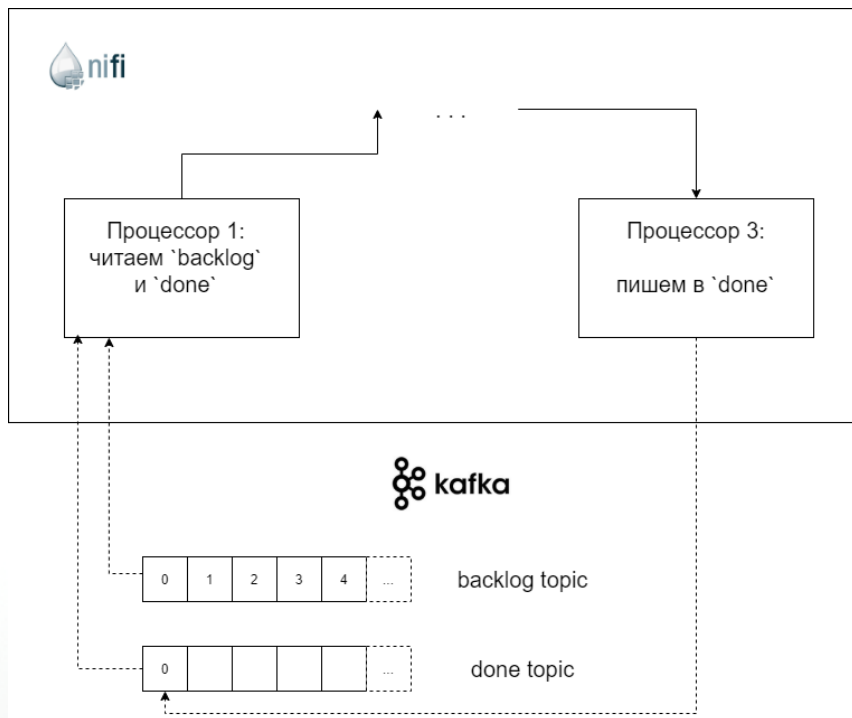 nifi
. . .
Процессор 1:
читаем `backlog`
и `done`
Процессор 3:
пишем в `done`
kafka
0 1 2 3 4 ...
backlog topic
0 ...
done topic